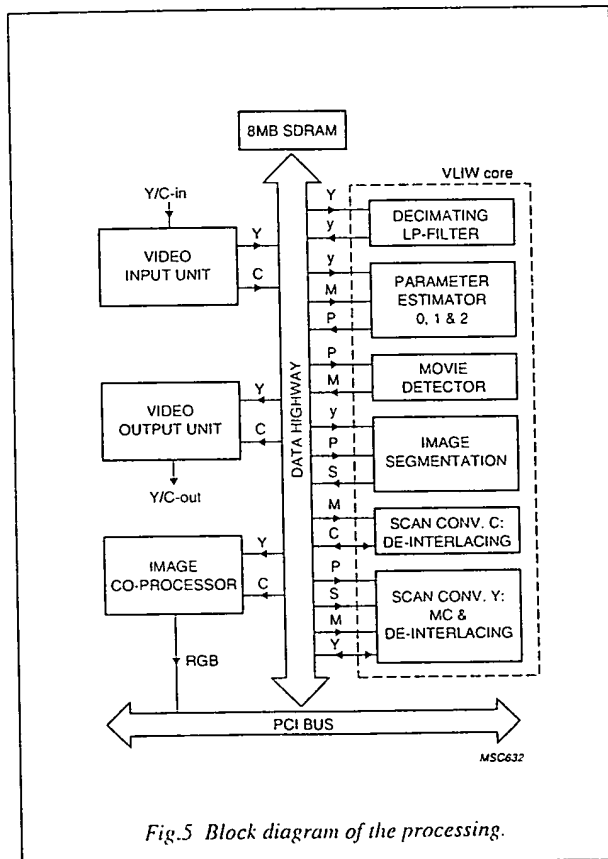 8MB SDRAM
VLIW core
Y/C-in
VIDEO
INPUT UNIT
Y
C
VIDEO
OUTPUT UNIT
Y
C
Y/C-out
IMAGE
CO-PROCESSOR
Y
C
RGB
DATA HIGHWAY
Y
y
DECIMATING
LP-FILTER
y
M
P
PARAMETER
ESTIMATOR
0, 1 & 2
P
M
MOVIE
DETECTOR
y
P
S
IMAGE
SEGMENTATION
M
C
SCAN CONV. C:
DE-INTERLACING
P
S
M
Y
SCAN CONV. Y:
MC &
DE-INTERLACING
PCI BUS
MSC632
Fig.5 Block diagram of the processing.